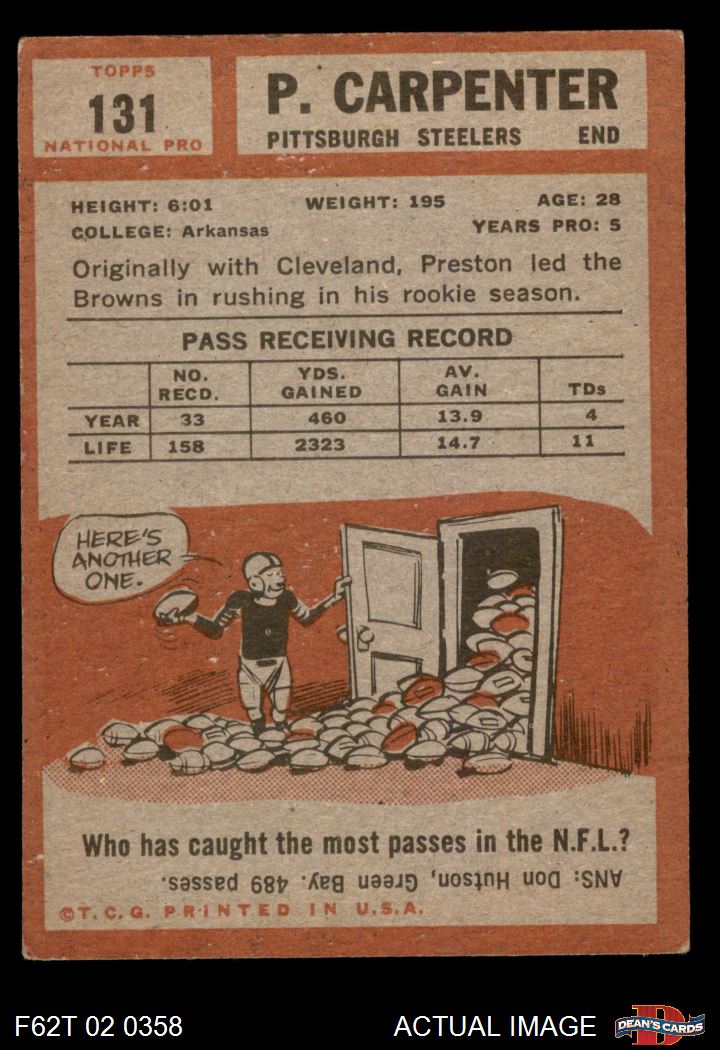 TOPPS
131
NATIONAL PRO
P. CARPENTER
PITTSBURGH STEELERS END
HEIGHT: 6:01 WEIGHT: 195 AGE: 28
COLLEGE: Arkansas YEARS PRO: 5
Originally with Cleveland, Preston led the
Browns in rushing in his rookie season.
PASS RECEIVING RECORD
NO. RECD. YDS. GAINED AV. GAIN TDs
YEAR 33 460 13.9 4
LIFE 158 2323 14.7 11
HERE'S
ANOTHER
ONE.
Who has caught the most passes in the N.F.L.?
ANS: Don Hutson, Green Bay. 489 passes.
©T.C.G. PRINTED IN U.S.A.
F62T 02 0358 ACTUAL IMAGE D DEAN'S CARDS